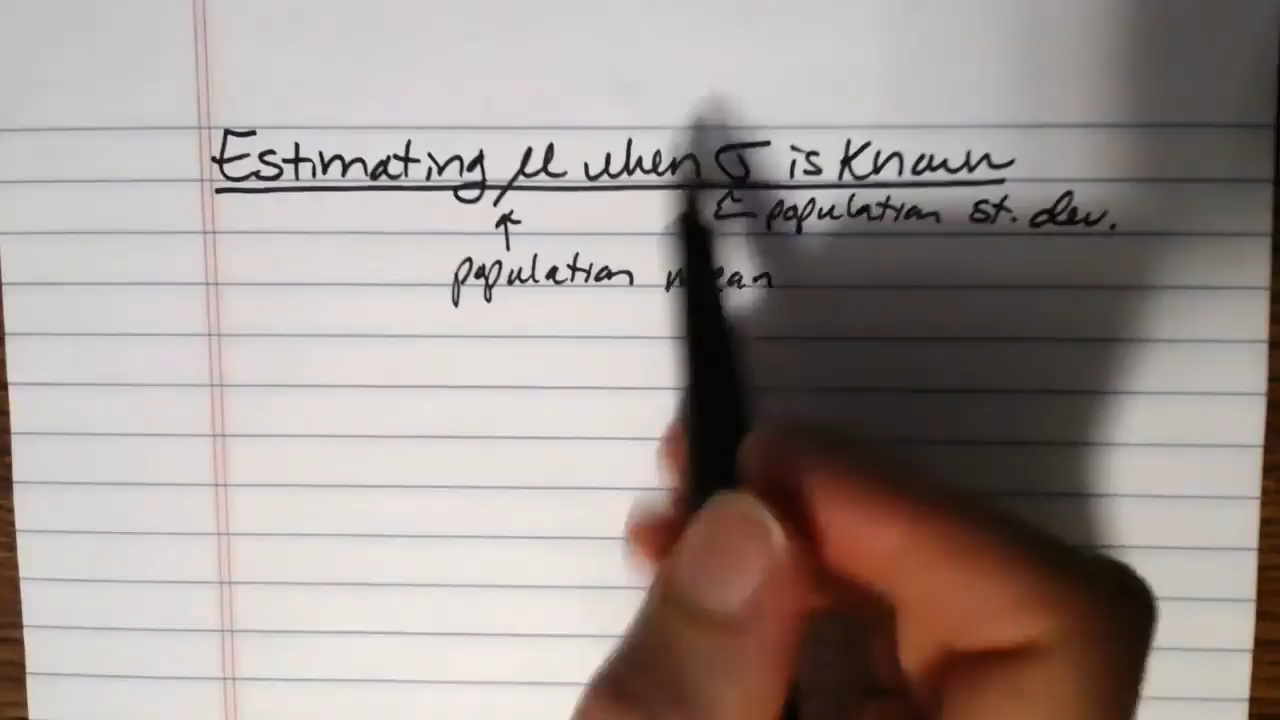 Estimating μ when σ is known
↑ ← population st. dev.
population mean